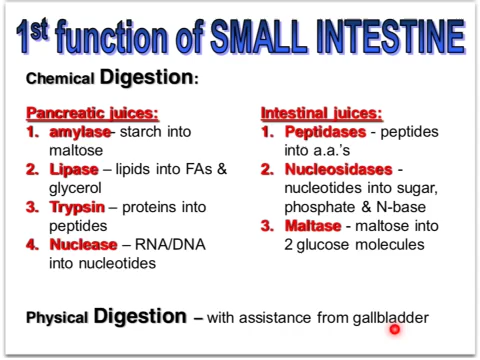 1st function of SMALL INTESTINE
Chemical Digestion:
Pancreatic juices:
1. amylase- starch into
maltose
2. Lipase – lipids into FAs &
glycerol
3. Trypsin – proteins into
peptides
4. Nuclease – RNA/DNA
into nucleotides
Intestinal juices:
1. Peptidases - peptides
into a.a.'s
2. Nucleosidases -
nucleotides into sugar,
phosphate & N-base
3. Maltase - maltose into
2 glucose molecules
Physical Digestion – with assistance from gallbladder